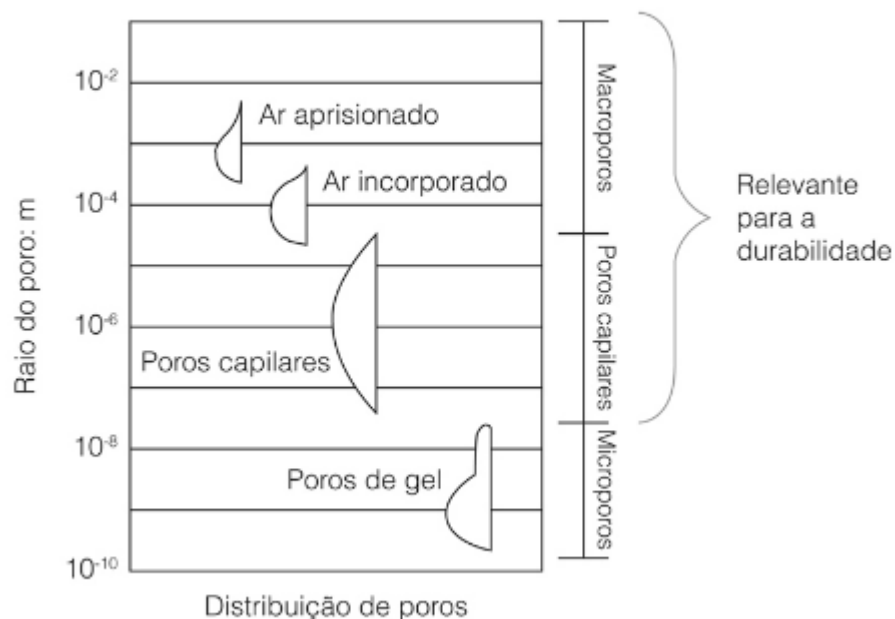 Raio do poro: m
10⁻²
10⁻⁴
10⁻⁶
10⁻⁸
10⁻¹⁰
Ar aprisionado
Ar incorporado
Poros capilares
Poros de gel
Distribuição de poros
Macroporos
Poros capilares
Microporos
Relevante
para a
durabilidade